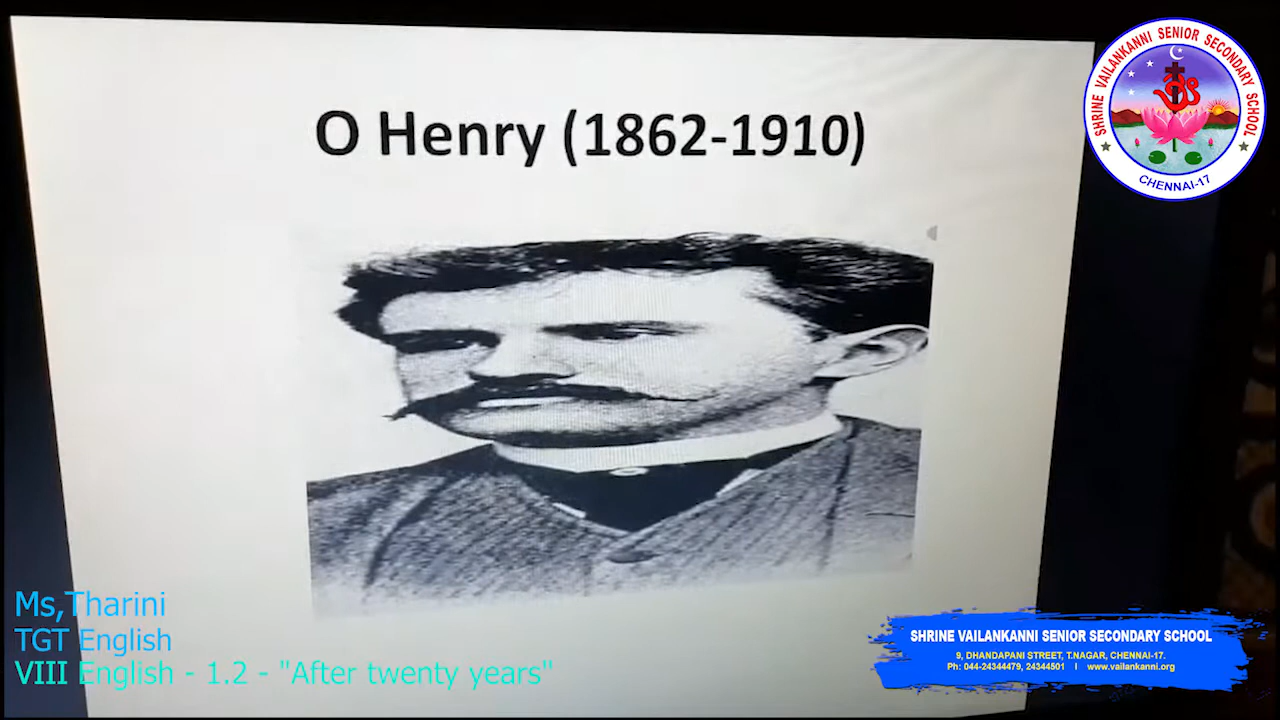 O Henry (1862-1910)
SHRINE VAILANKANNI SENIOR SECONDARY SCHOOL
CHENNAI-17
Ms,Tharini
TGT English
VIII English - 1.2 - "After twenty years"
SHRINE VAILANKANNI SENIOR SECONDARY SCHOOL
9, DHANDAPANI STREET, T.NAGAR, CHENNAI-17.
Ph: 044-24344479, 24344501 I www.vailankanni.org